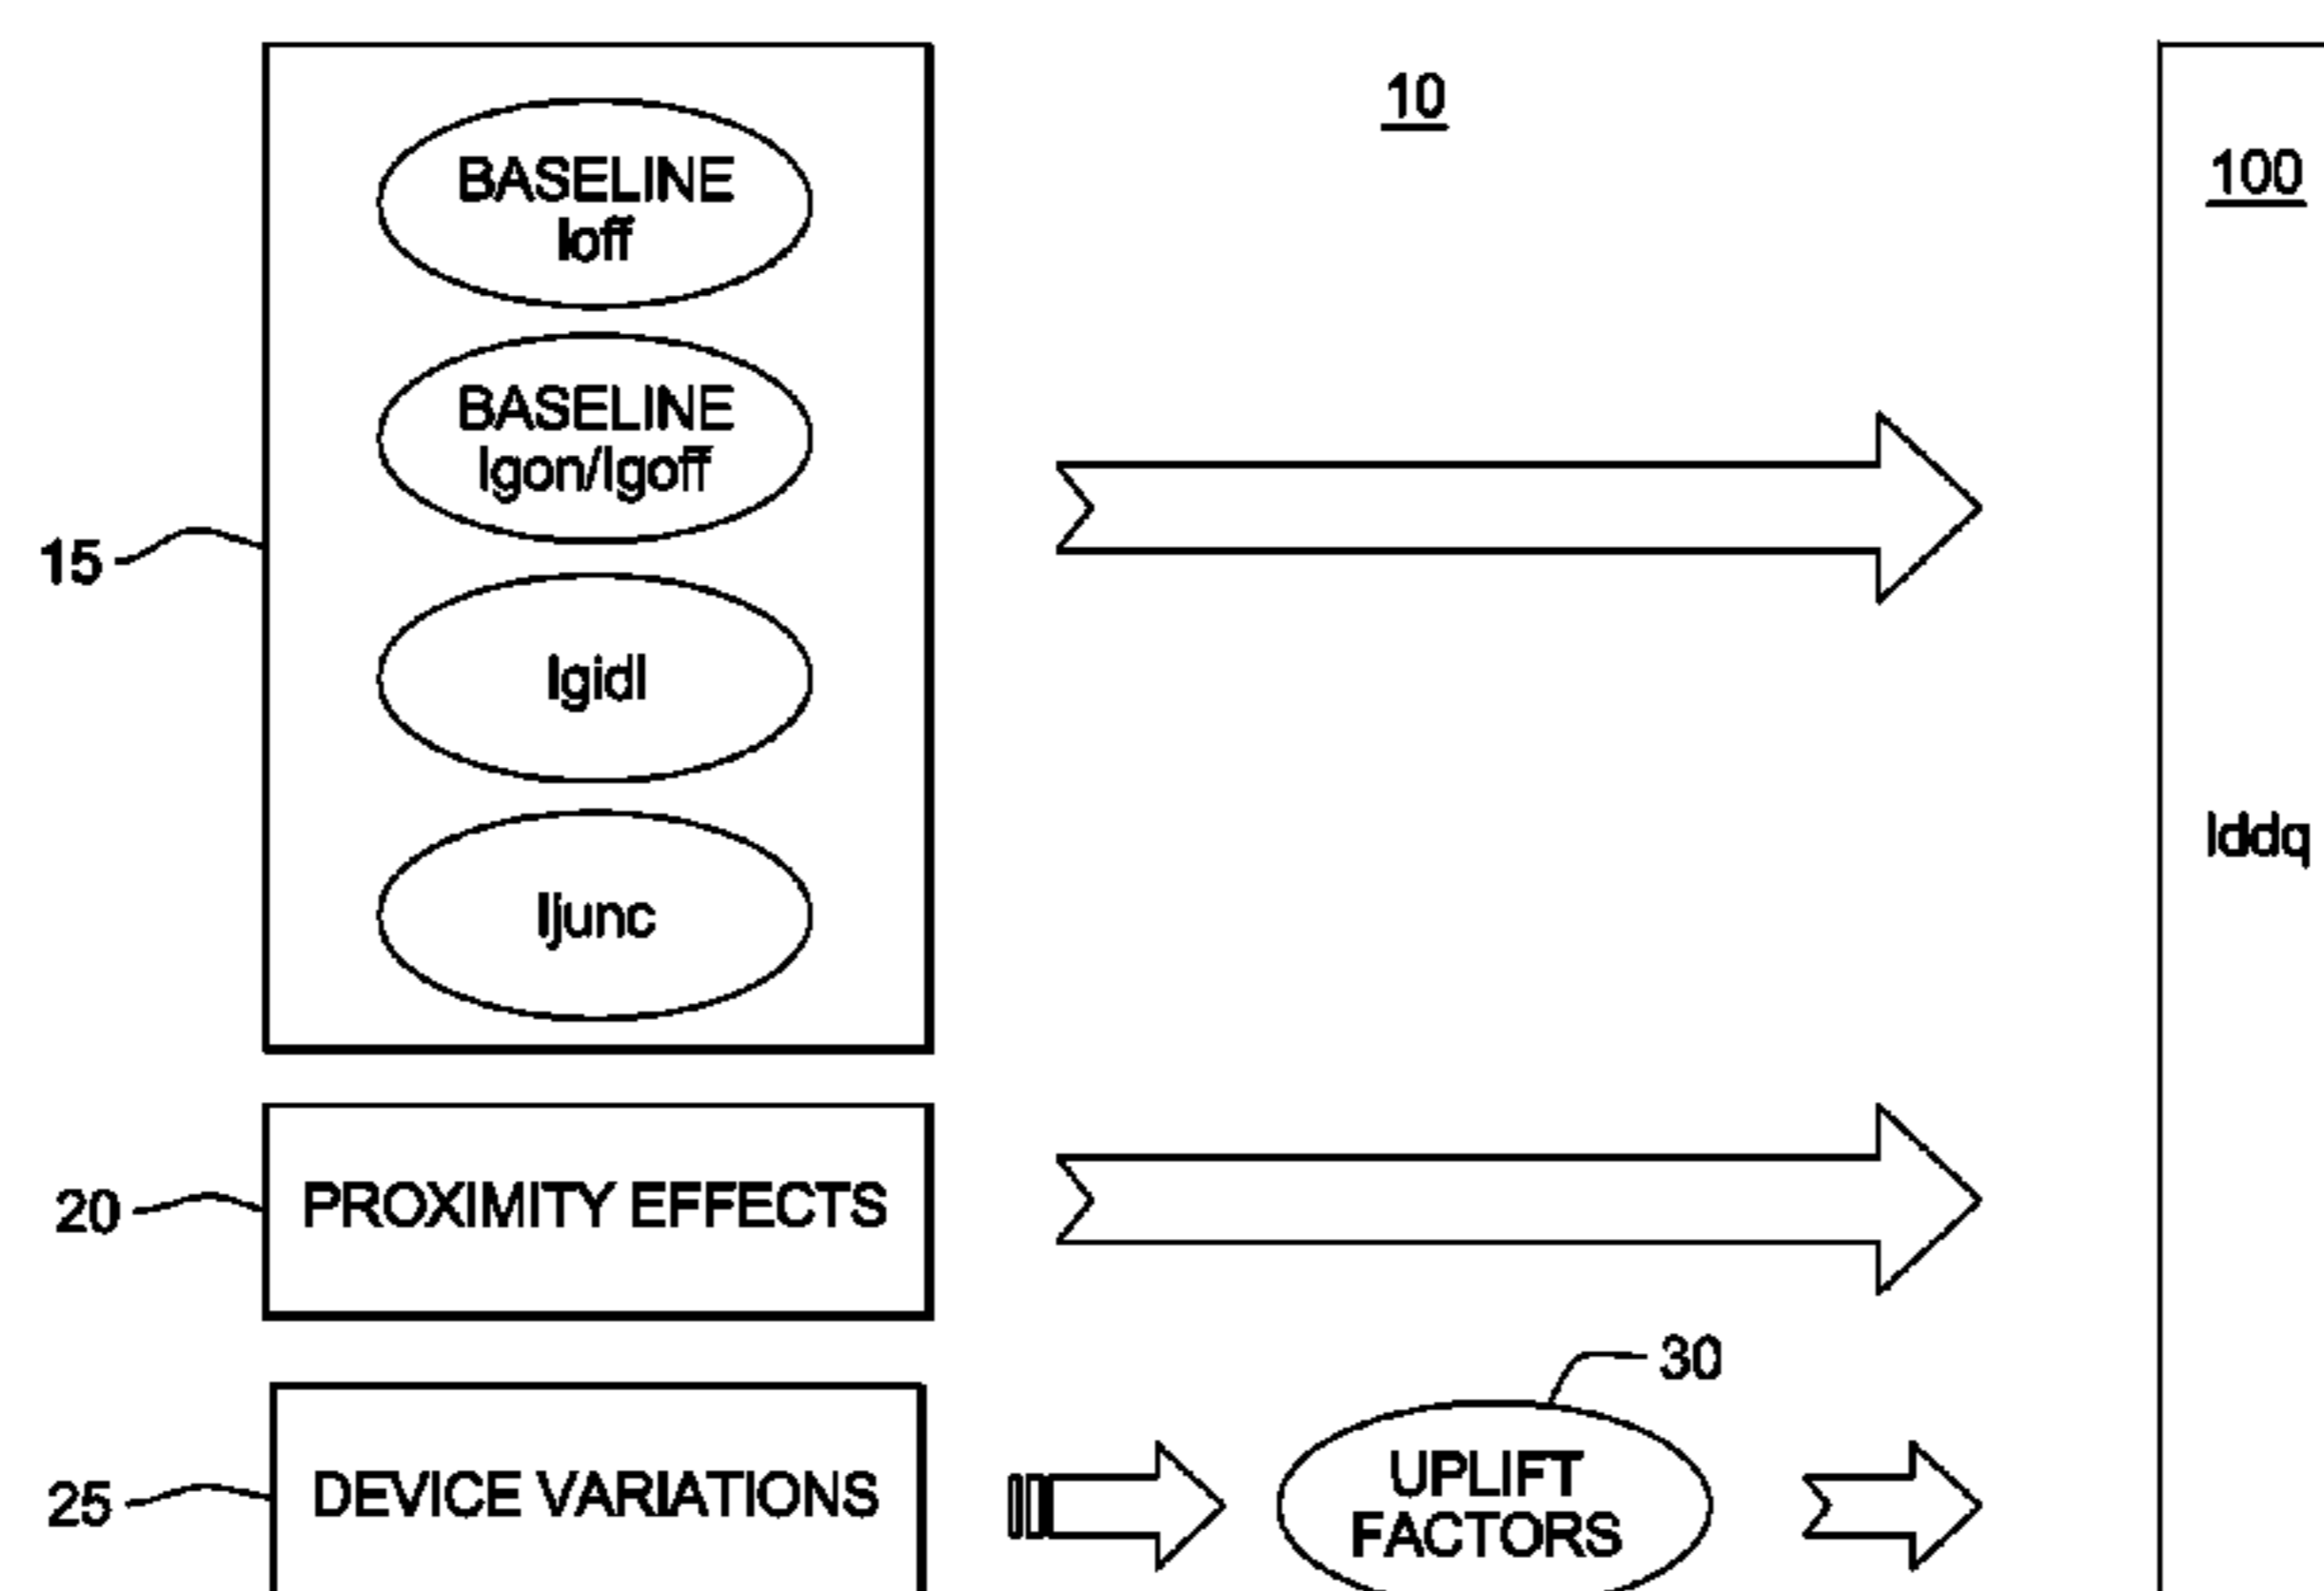 10
100
BASELINE
Ioff
BASELINE
Igon/Igoff
15
Igidl
Iddq
Ijunc
20
PROXIMITY EFFECTS
30
25
DEVICE VARIATIONS
UPLIFT
FACTORS